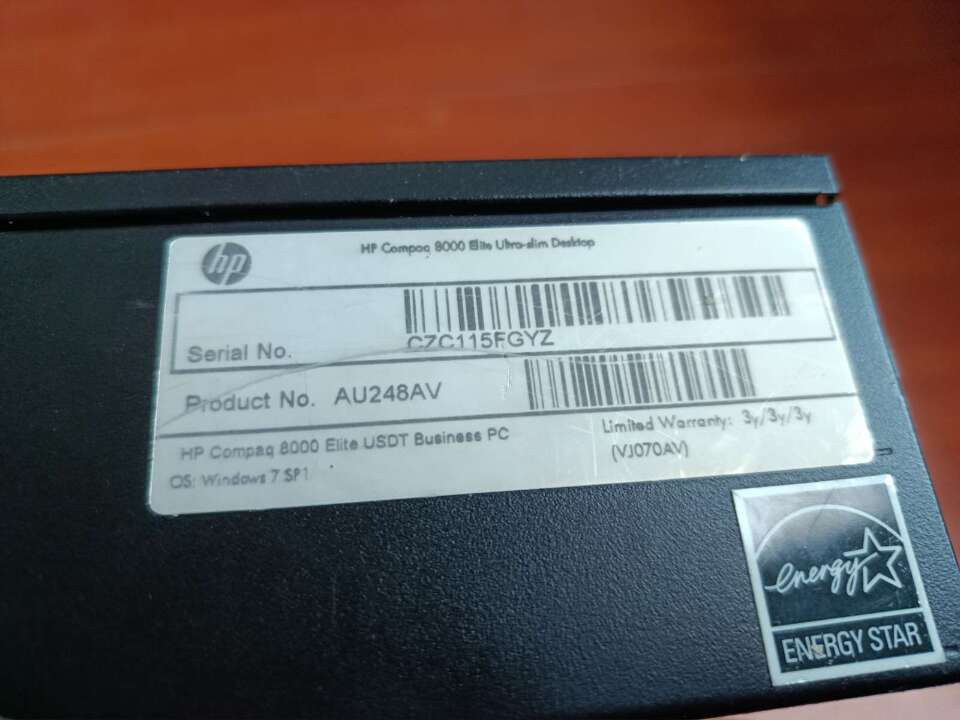 hp
HP Compaq 8000 Elite Ultra-slim Desktop
Serial No. CZC115FGYZ
Product No. AU248AV
HP Compaq 8000 Elite USDT Business PC
Limited Warranty: 3y/3y/3y
(VJ070AV)
OS: Windows 7 SP1
energy
ENERGY STAR